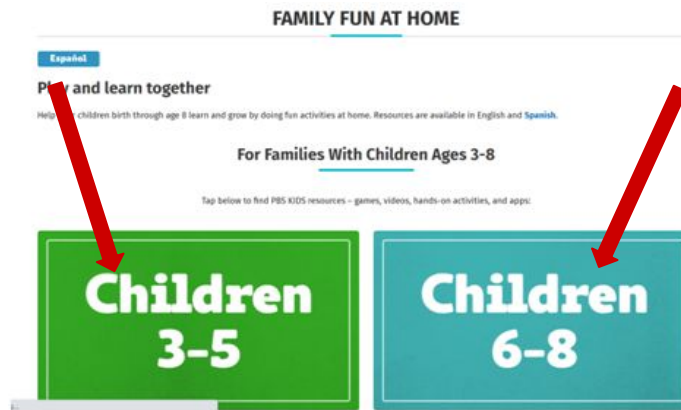 FAMILY FUN AT HOME
Español
Play and learn together
Help children birth through age 8 learn and grow by doing fun activities at home. Resources are available in English and Spanish.
For Families With Children Ages 3-8
Tap below to find PBS KIDS resources – games, videos, hands-on activities, and apps:
Children
3-5
Children
6-8